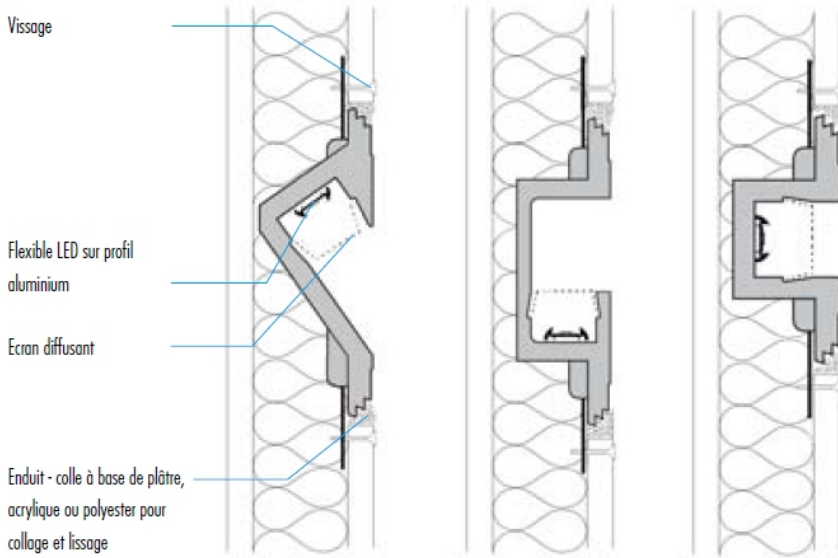 Vissage
Flexible LED sur profil
aluminium
Ecran diffusant
Enduit - colle à base de plâtre,
acrylique ou polyester pour
collage et lissage